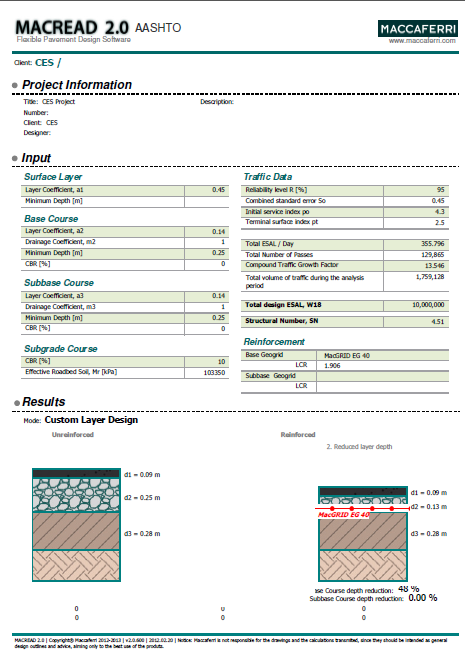 MACREAD 2.0 AASHTO
Flexible Pavement Design Software
MACCAFERRI
www.maccaferri.com
Client: CES /
Project Information
Title: CES Project Description:
Number:
Client: CES
Designer:
Input
Surface Layer
Layer Coefficient, a1 0.45
Minimum Depth [m]
Base Course
Layer Coefficient, a2 0.14
Drainage Coefficient, m2 1
Minimum Depth [m] 0.25
CBR [%] 0
Subbase Course
Layer Coefficient, a3 0.14
Drainage Coefficient, m3 1
Minimum Depth [m] 0.25
CBR [%] 0
Subgrade Course
CBR [%] 10
Effective Roadbed Soil, Mr [kPa] 103350
Traffic Data
Reliability level R [%] 95
Combined standard error So 0.45
Initial service index po 4.3
Terminal surface index pt 2.5
Total ESAL / Day 355.796
Total Number of Passes 129,865
Compound Traffic Growth Factor 13.546
Total volume of traffic during the analysis 1,759,128
period
Total design ESAL, W18 10,000,000
Structural Number, SN 4.51
Reinforcement
Base Geogrid MacGRID EG 40
LCR 1.906
Subbase Geogrid
LCR
Results
Mode: Custom Layer Design
Unreinforced
Reinforced
2. Reduced layer depth
d1 = 0.09 m
d2 = 0.25 m
d3 = 0.28 m
d1 = 0.09 m
d2 = 0.13 m
MacGRID EG 40
d3 = 0.28 m
ase Course depth reduction: 48 %
Subbase Course depth reduction: 0.00 %
0 0 0
0 0 0
MACREAD 2.0 | Copyright® Maccaferri 2012-2013 | v2.0.600 | 2012.02.20 | Notice: Maccaferri is not responsible for the drawings and the calculations transmitted, since they should be intended as general
design outlines and advice, aiming only to the best use of the produts.